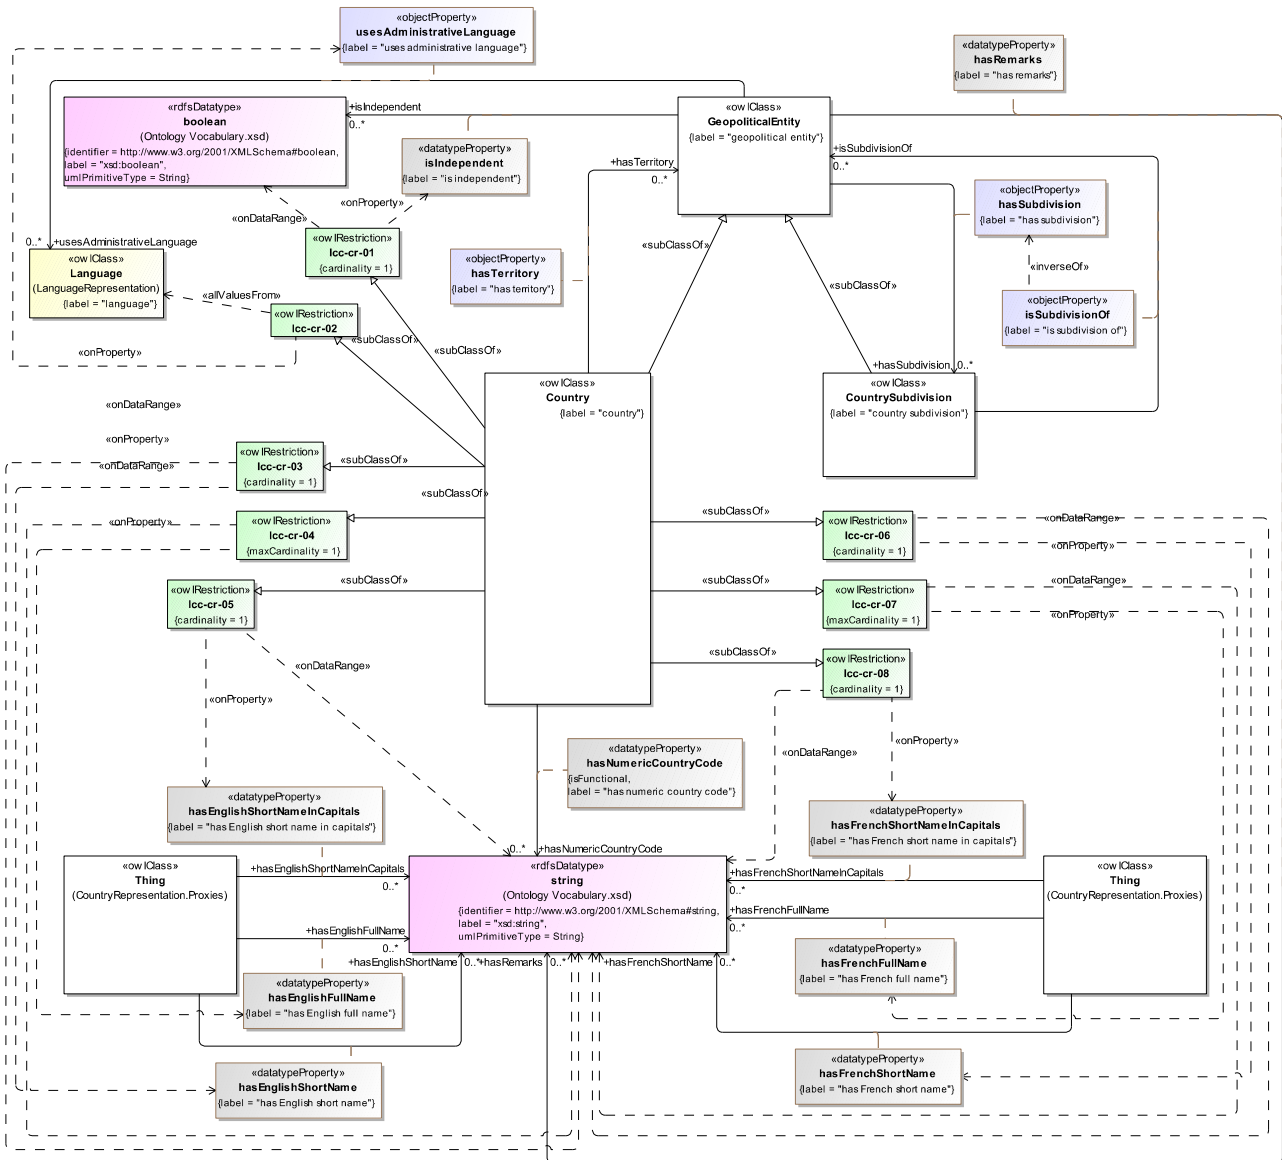 «objectProperty»
usesAdministrativeLanguage
{label = "uses administrative language"}
«datatypeProperty»
hasRemarks
{label = "has remarks"}
«rdfsDatatype»
boolean
(Ontology Vocabulary.xsd)
{identifier = http://www.w3.org/2001/XMLSchema#boolean,
label = "xsd:boolean",
umlPrimitiveType = String}
+isIndependent
0..*
«owlClass»
GeopoliticalEntity
{label = "geopolitical entity"}
«datatypeProperty»
isIndependent
{label = "is independent"}
+hasTerritory
0..*
+isSubdivisionOf
0..*
«objectProperty»
hasSubdivision
{label = "has subdivision"}
«onProperty»
«onDataRange»
«owlRestriction»
lcc-cr-01
{cardinality = 1}
0..*
+usesAdministrativeLanguage
«owlClass»
Language
(LanguageRepresentation)
{label = "language"}
«subClassOf»
«objectProperty»
hasTerritory
{label = "has territory"}
«inverseOf»
«subClassOf»
«objectProperty»
isSubdivisionOf
{label = "is subdivision of"}
«allValuesFrom»
«owlRestriction»
lcc-cr-02
«subClassOf»
«subClassOf»
«onProperty»
+hasSubdivision
0..*
«owlClass»
Country
{label = "country"}
«owlClass»
CountrySubdivision
{label = "country subdivision"}
«onDataRange»
«onProperty»
«onDataRange»
«owlRestriction»
lcc-cr-03
{cardinality = 1}
«subClassOf»
«subClassOf»
«onProperty»
«owlRestriction»
lcc-cr-04
{maxCardinality = 1}
«subClassOf»
«owlRestriction»
lcc-cr-06
{cardinality = 1}
«onDataRange»
«onProperty»
«owlRestriction»
lcc-cr-05
{cardinality = 1}
«subClassOf»
«subClassOf»
«owlRestriction»
lcc-cr-07
{maxCardinality = 1}
«onDataRange»
«onProperty»
«subClassOf»
«owlRestriction»
lcc-cr-08
{cardinality = 1}
«onDataRange»
«onProperty»
«onDataRange»
«onProperty»
«datatypeProperty»
hasNumericCountryCode
{isFunctional,
label = "has numeric country code"}
«datatypeProperty»
hasEnglishShortNameInCapitals
{label = "has English short name in capitals"}
«datatypeProperty»
hasFrenchShortNameInCapitals
{label = "has French short name in capitals"}
0..*
+hasNumericCountryCode
«owlClass»
Thing
(CountryRepresentation.Proxies)
+hasEnglishShortNameInCapitals
0..*
«rdfsDatatype»
string
(Ontology Vocabulary.xsd)
{identifier = http://www.w3.org/2001/XMLSchema#string,
label = "xsd:string",
umlPrimitiveType = String}
+hasFrenchShortNameInCapitals
0..*
«owlClass»
Thing
(CountryRepresentation.Proxies)
+hasFrenchFullName
0..*
+hasEnglishFullName
0..*
+hasEnglishShortName
0..*
+hasRemarks
0..*
+hasFrenchShortName
0..*
«datatypeProperty»
hasFrenchFullName
{label = "has French full name"}
«datatypeProperty»
hasEnglishFullName
{label = "has English full name"}
«datatypeProperty»
hasEnglishShortName
{label = "has English short name"}
«datatypeProperty»
hasFrenchShortName
{label = "has French short name"}